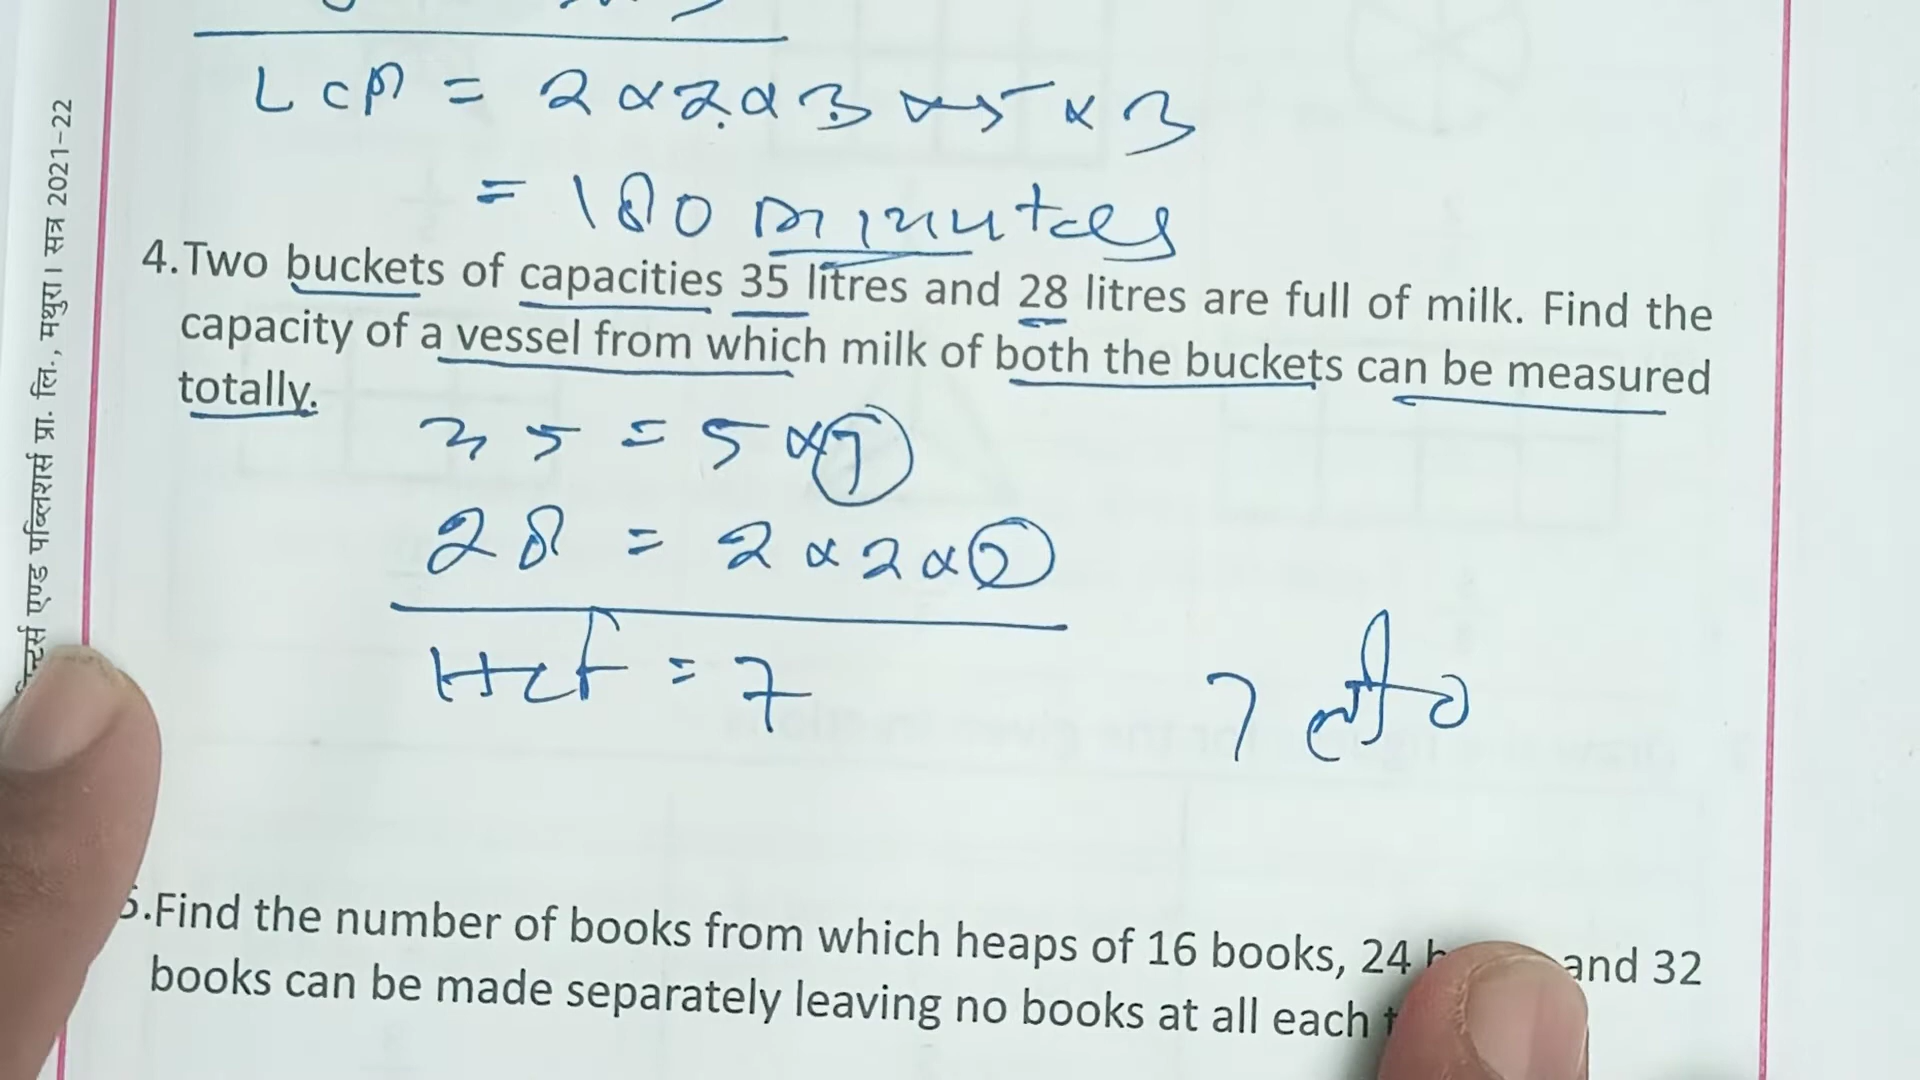 LCM = 2 x 2 x 3 x 5 x 3
= 180 minutes
4.Two buckets of capacities 35 litres and 28 litres are full of milk. Find the
capacity of a vessel from which milk of both the buckets can be measured
totally.
35 = 5 x 7
28 = 2 x 2 x 7
Hcf = 7
7 ली0
.Find the number of books from which heaps of 16 books, 24 and 32
books can be made separately leaving no books at all each
एण्ड पब्लिशर्स प्रा. लि., मथुरा। सत्र 2021-22